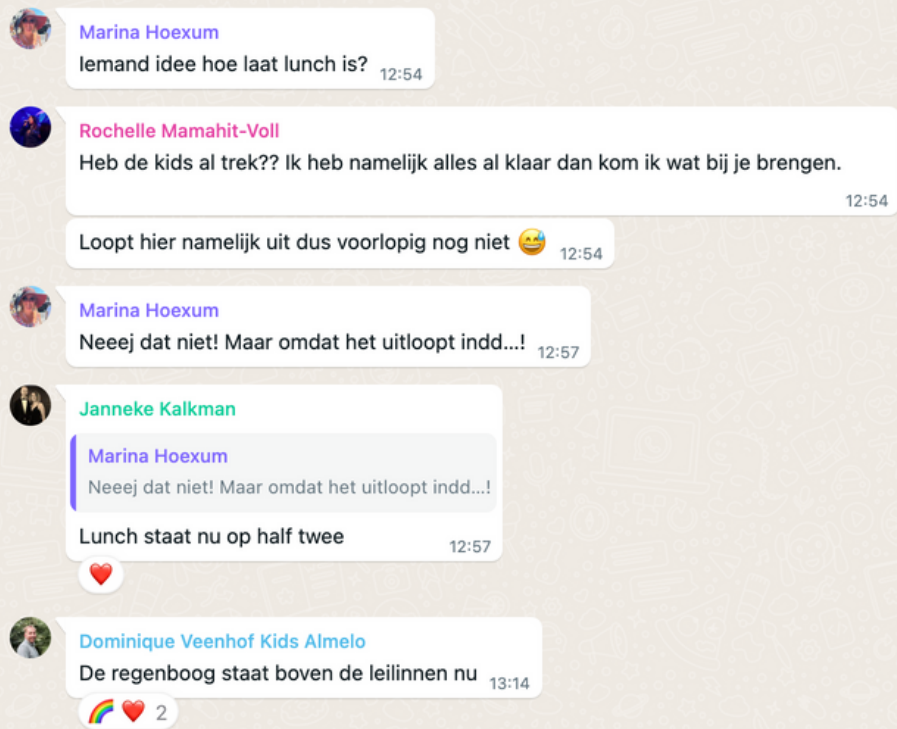 Marina Hoexum
Iemand idee hoe laat lunch is? 12:54
Rochelle Mamahit-Voll
Heb de kids al trek?? Ik heb namelijk alles al klaar dan kom ik wat bij je brengen.
12:54
Loopt hier namelijk uit dus voorlopig nog niet 😅 12:54
Marina Hoexum
Neeej dat niet! Maar omdat het uitloopt indd...! 12:57
Janneke Kalkman
Marina Hoexum
Neeej dat niet! Maar omdat het uitloopt indd...!
Lunch staat nu op half twee 12:57
❤️
Dominique Veenhof Kids Almelo
De regenboog staat boven de leilinnen nu 13:14
🌈 ❤️ 2